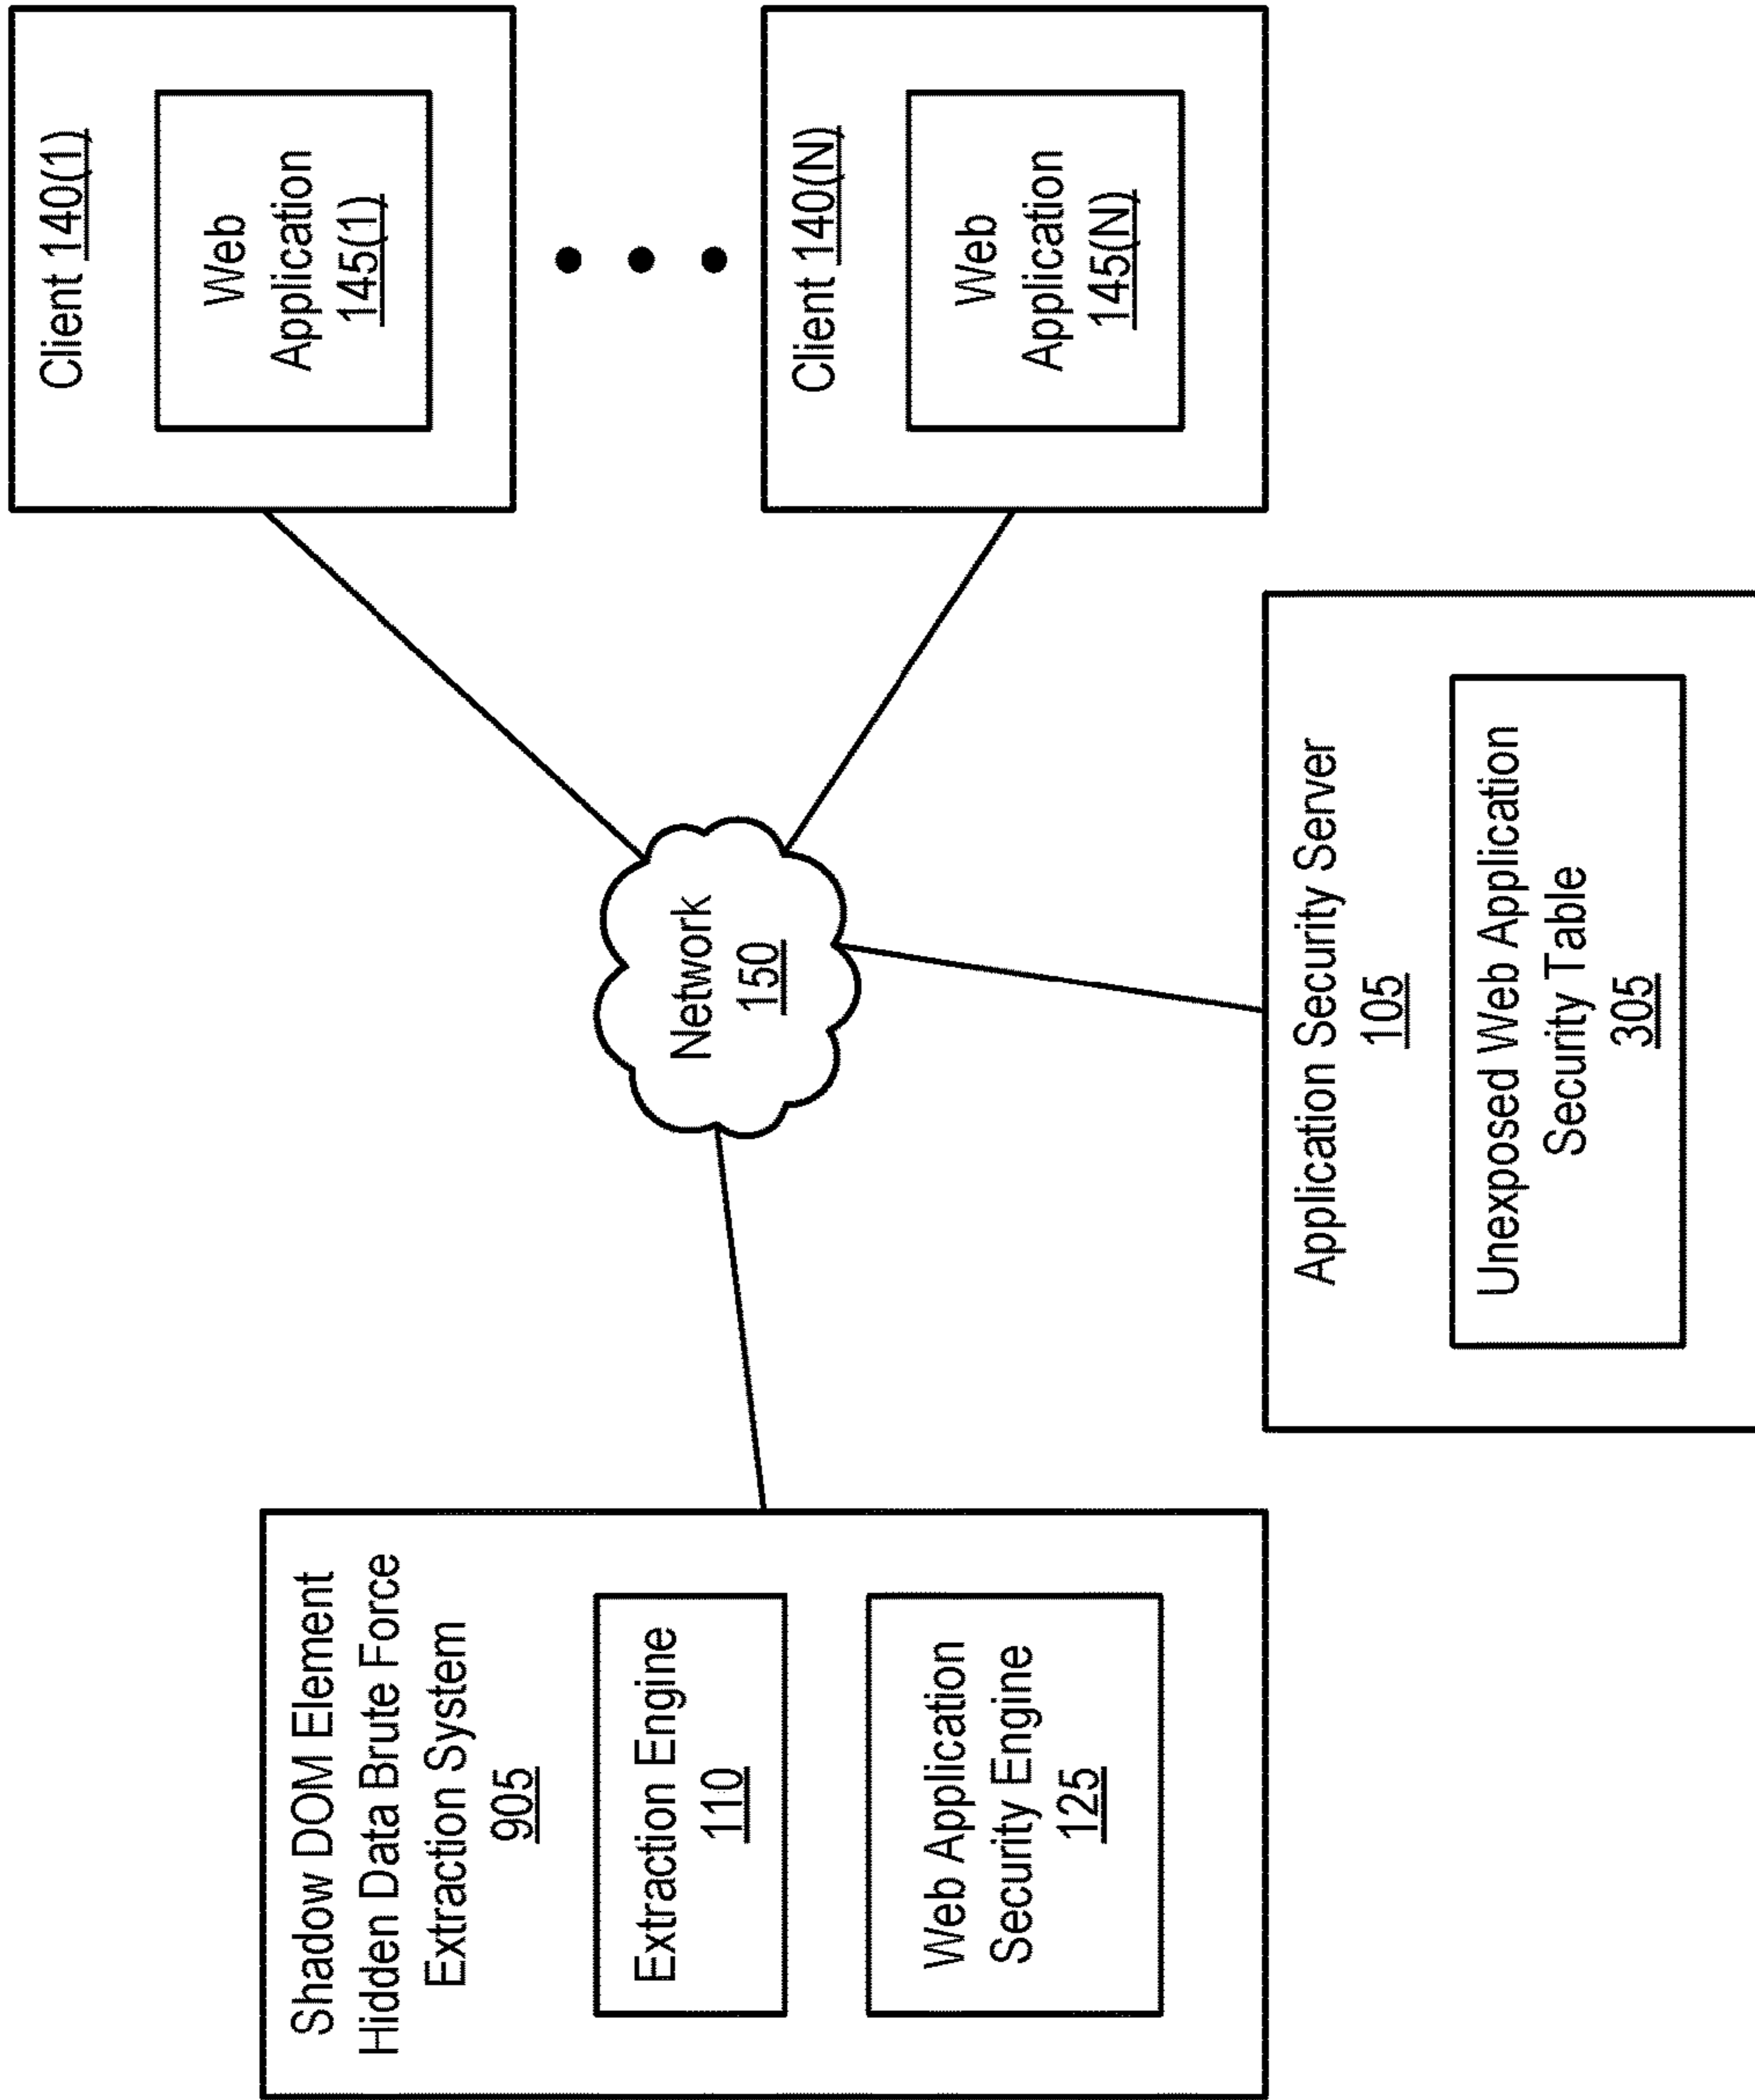 Shadow DOM Element
Hidden Data Brute Force
Extraction System
905
Extraction Engine
110
Web Application
Security Engine
125
Network
150
Application Security Server
105
Unexposed Web Application
Security Table
305
Client 140(1)
Web
Application
145(1)
Client 140(N)
Web
Application
145(N)